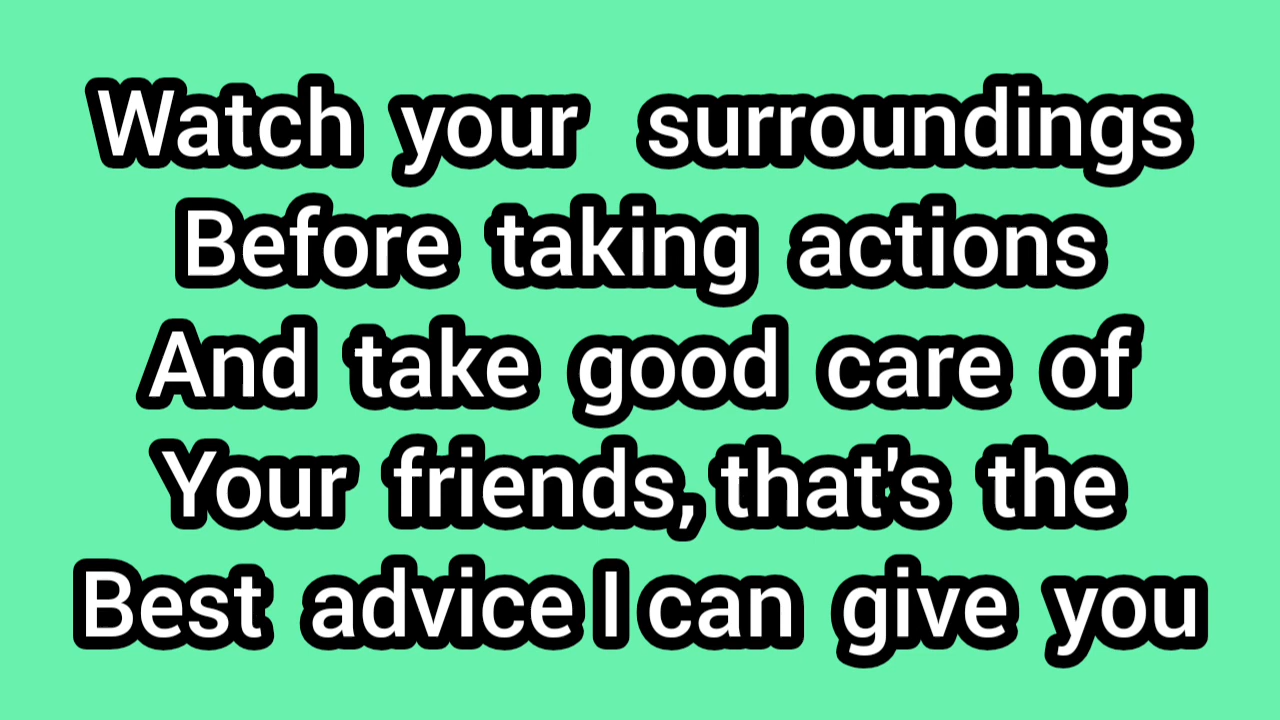 Watch your surroundings
Before taking actions
And take good care of
Your friends, that's the
Best advice I can give you